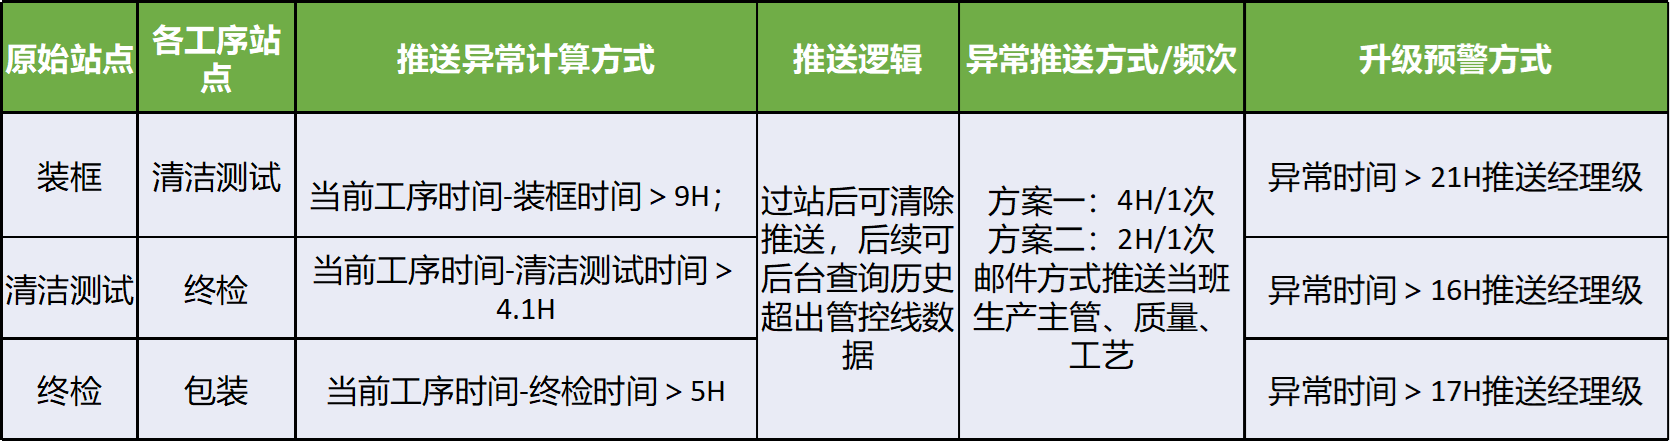 原始站点
各工序站
点
推送异常计算方式
推送逻辑
异常推送方式/频次
升级预警方式
装框
清洁测试
当前工序时间-装框时间＞9H；
过站后可清除
推送，后续可
后台查询历史
超出管控线数
据
方案一：4H/1次
方案二：2H/1次
邮件方式推送当班
生产主管、质量、
工艺
异常时间＞21H推送经理级
清洁测试
终检
当前工序时间-清洁测试时间＞
4.1H
异常时间＞16H推送经理级
终检
包装
当前工序时间-终检时间＞5H
异常时间＞17H推送经理级